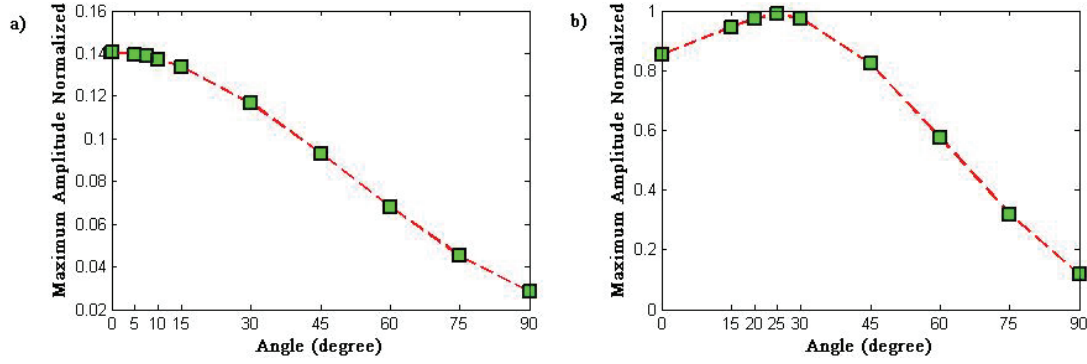 a)
Maximum Amplitude Normalized
0.16
0.14
0.12
0.1
0.08
0.06
0.04
0.02
0 5 10 15 30 45 60 75 90
Angle (degree)
b)
Maximum Amplitude Normalized
1
0.8
0.6
0.4
0.2
0
0 15 20 25 30 45 60 75 90
Angle (degree)